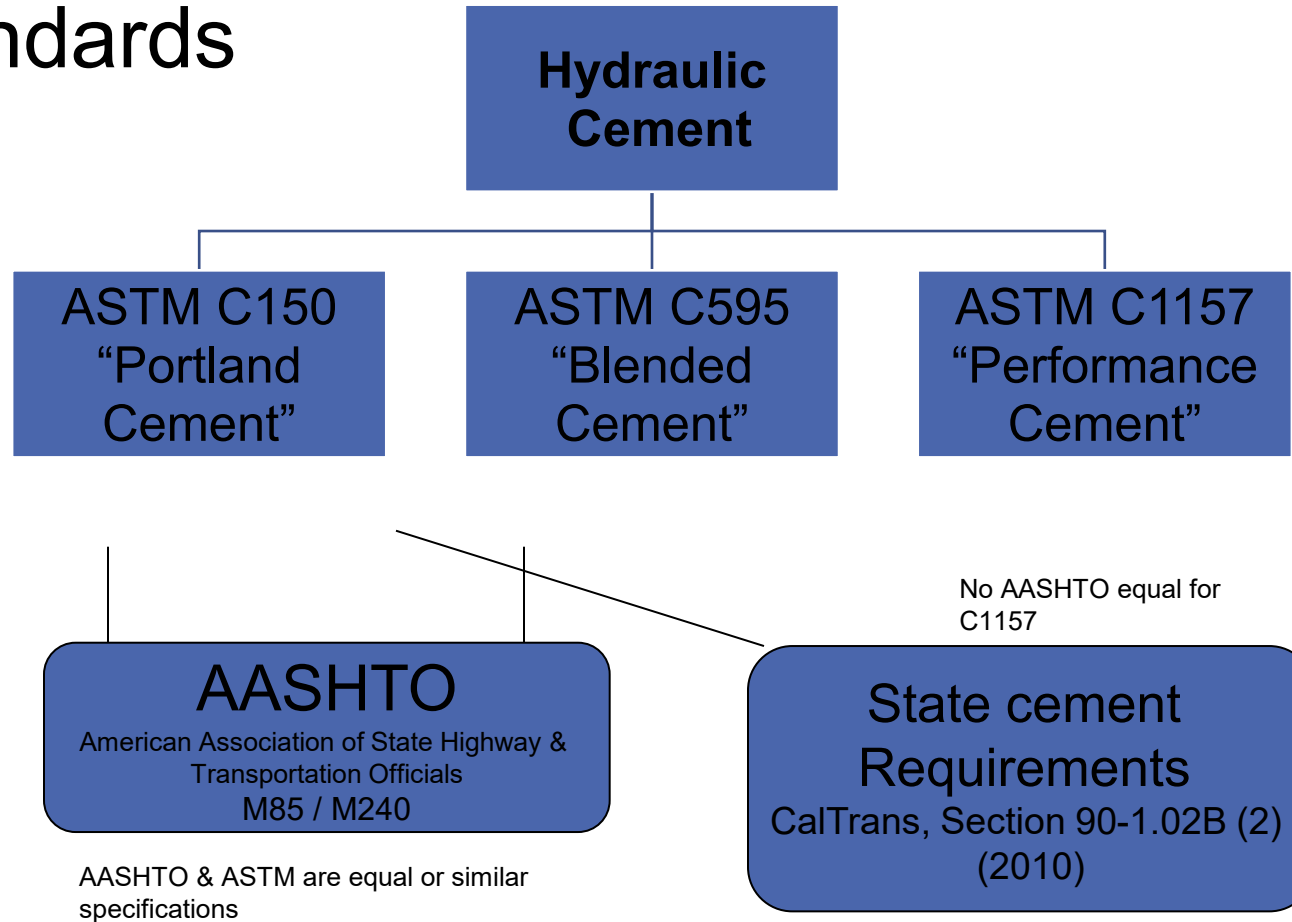 ndards
Hydraulic
Cement
ASTM C150
“Portland
Cement”
ASTM C595
“Blended
Cement”
ASTM C1157
“Performance
Cement”
No AASHTO equal for
C1157
AASHTO
American Association of State Highway &
Transportation Officials
M85 / M240
State cement
Requirements
CalTrans, Section 90-1.02B (2)
(2010)
AASHTO & ASTM are equal or similar
specifications